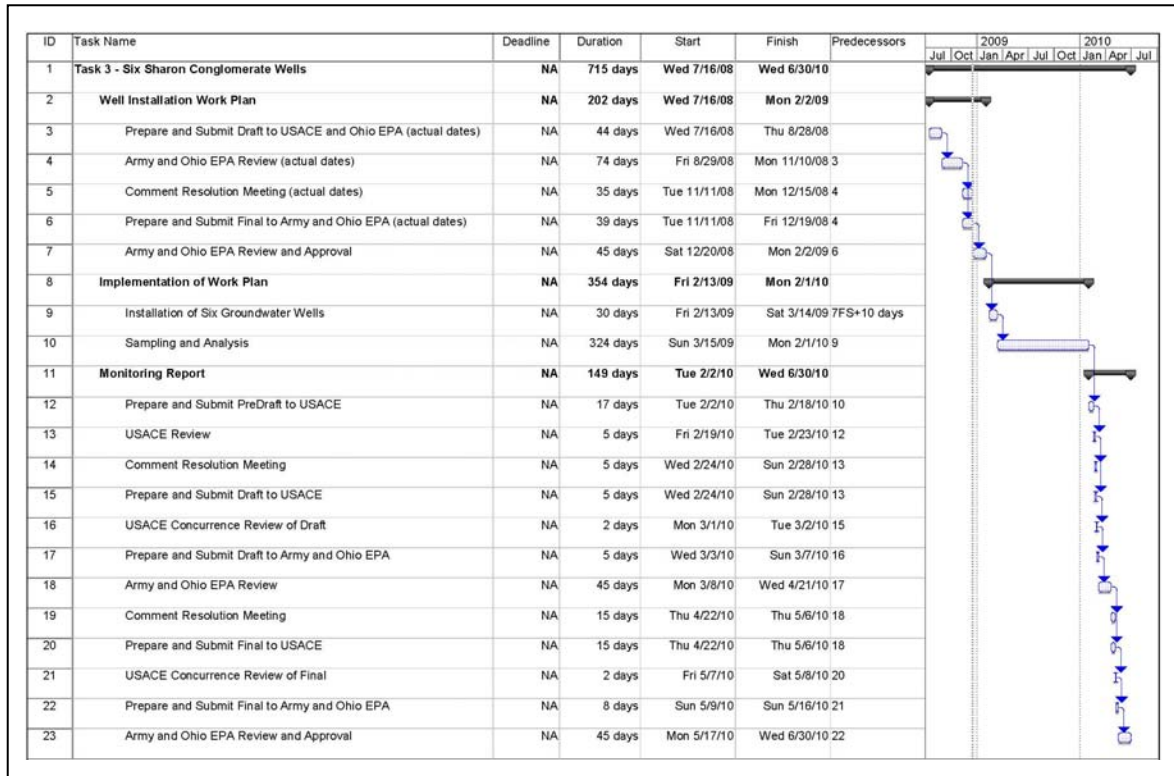 ID Task Name Deadline Duration Start Finish Predecessors 2009 2010
Jul Oct Jan Apr Jul Oct Jan Apr Jul
1 Task 3 - Six Sharon Conglomerate Wells NA 715 days Wed 7/16/08 Wed 6/30/10
2 Well Installation Work Plan NA 202 days Wed 7/16/08 Mon 2/2/09
3 Prepare and Submit Draft to USACE and Ohio EPA (actual dates) NA 44 days Wed 7/16/08 Thu 8/28/08
4 Army and Ohio EPA Review (actual dates) NA 74 days Fri 8/29/08 Mon 11/10/08 3
5 Comment Resolution Meeting (actual dates) NA 35 days Tue 11/11/08 Mon 12/15/08 4
6 Prepare and Submit Final to Army and Ohio EPA (actual dates) NA 39 days Tue 11/11/08 Fri 12/19/08 4
7 Army and Ohio EPA Review and Approval NA 45 days Sat 12/20/08 Mon 2/2/09 6
8 Implementation of Work Plan NA 354 days Fri 2/13/09 Mon 2/1/10
9 Installation of Six Groundwater Wells NA 30 days Fri 2/13/09 Sat 3/14/09 7FS+10 days
10 Sampling and Analysis NA 324 days Sun 3/15/09 Mon 2/1/10 9
11 Monitoring Report NA 149 days Tue 2/2/10 Wed 6/30/10
12 Prepare and Submit PreDraft to USACE NA 17 days Tue 2/2/10 Thu 2/18/10 10
13 USACE Review NA 5 days Fri 2/19/10 Tue 2/23/10 12
14 Comment Resolution Meeting NA 5 days Wed 2/24/10 Sun 2/28/10 13
15 Prepare and Submit Draft to USACE NA 5 days Wed 2/24/10 Sun 2/28/10 13
16 USACE Concurrence Review of Draft NA 2 days Mon 3/1/10 Tue 3/2/10 15
17 Prepare and Submit Draft to Army and Ohio EPA NA 5 days Wed 3/3/10 Sun 3/7/10 16
18 Army and Ohio EPA Review NA 45 days Mon 3/8/10 Wed 4/21/10 17
19 Comment Resolution Meeting NA 15 days Thu 4/22/10 Thu 5/6/10 18
20 Prepare and Submit Final to USACE NA 15 days Thu 4/22/10 Thu 5/6/10 18
21 USACE Concurrence Review of Final NA 2 days Fri 5/7/10 Sat 5/8/10 20
22 Prepare and Submit Final to Army and Ohio EPA NA 8 days Sun 5/9/10 Sun 5/16/10 21
23 Army and Ohio EPA Review and Approval NA 45 days Mon 5/17/10 Wed 6/30/10 22